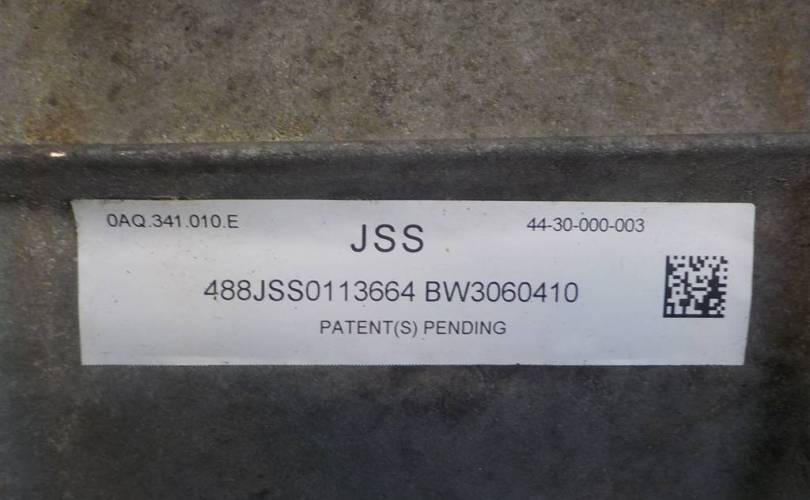 0AQ.341.010.E
JSS
44-30-000-003
488JSS0113664 BW3060410
PATENT(S) PENDING